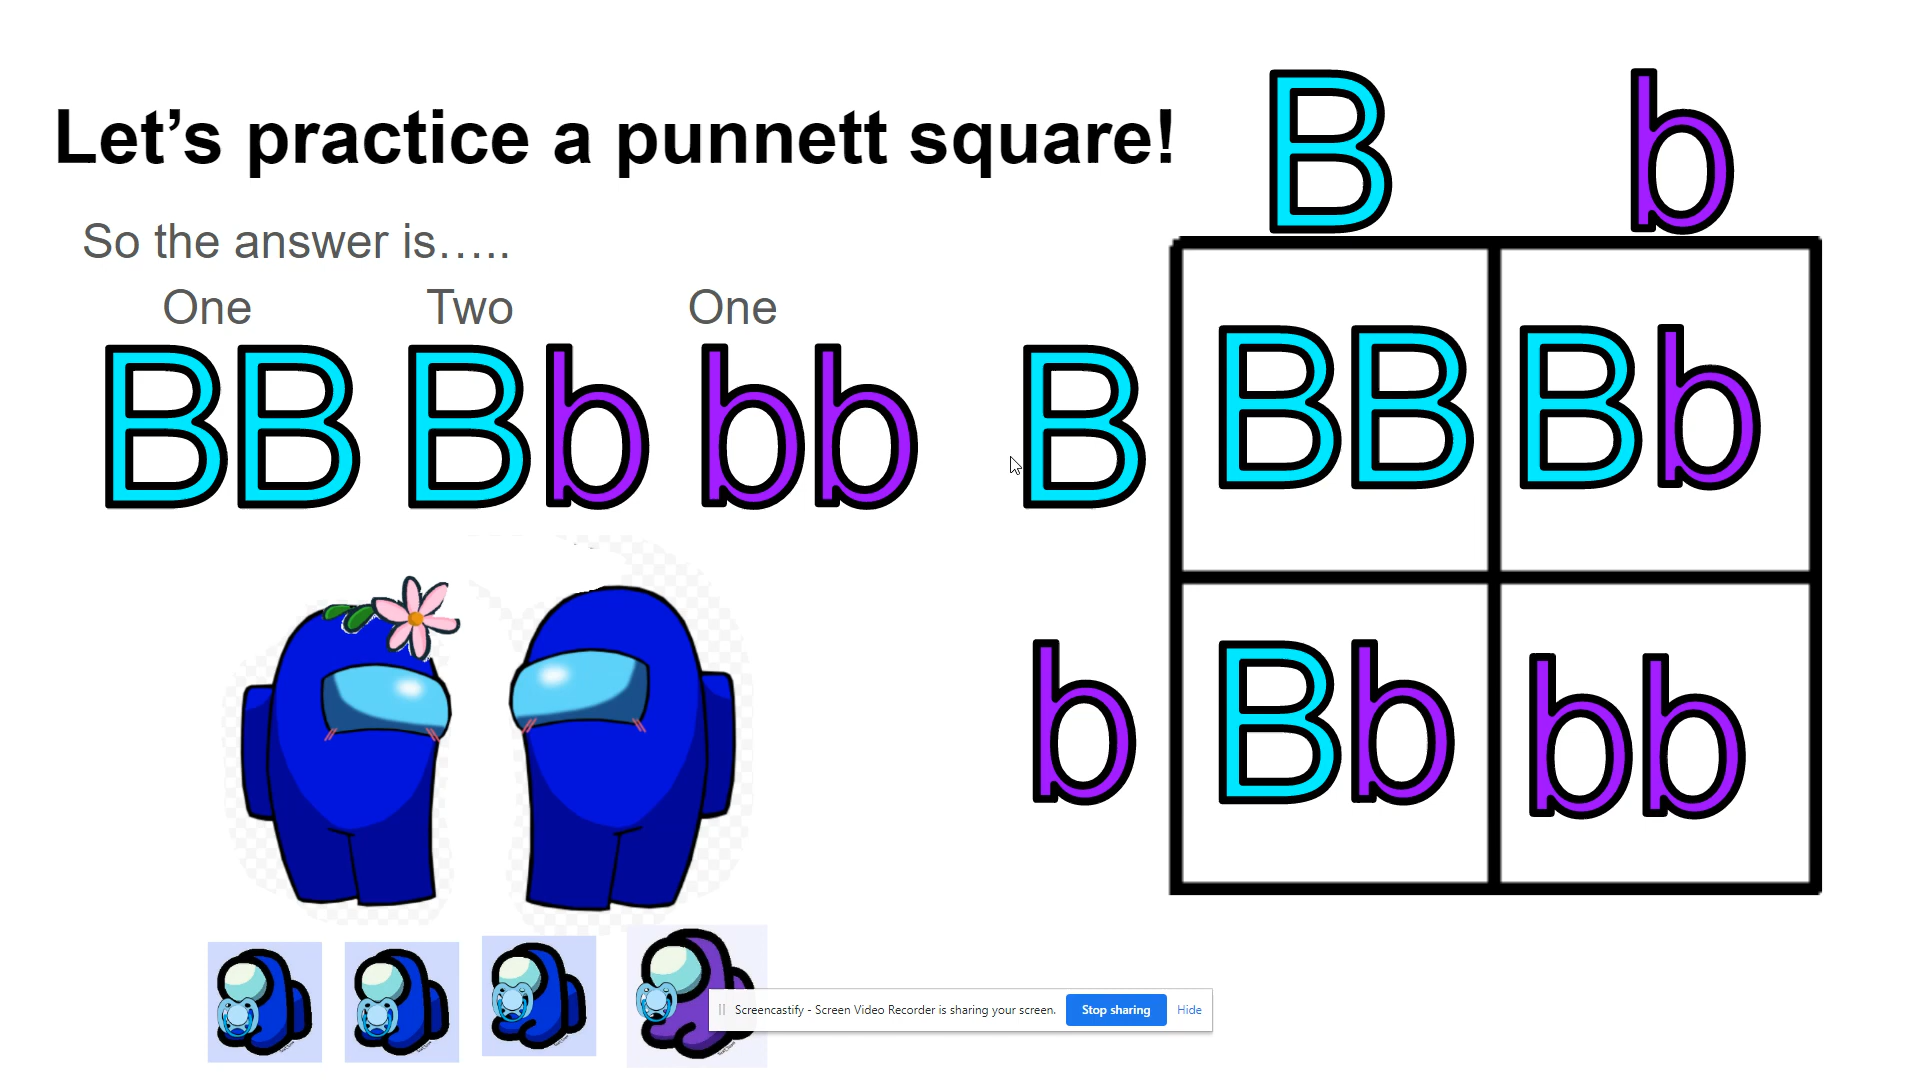 Let's practice a punnett square!
So the answer is.....
One Two One
BB Bb bb
B b
B BB Bb
b Bb bb
Screencastify - Screen Video Recorder is sharing your screen. Stop sharing Hide